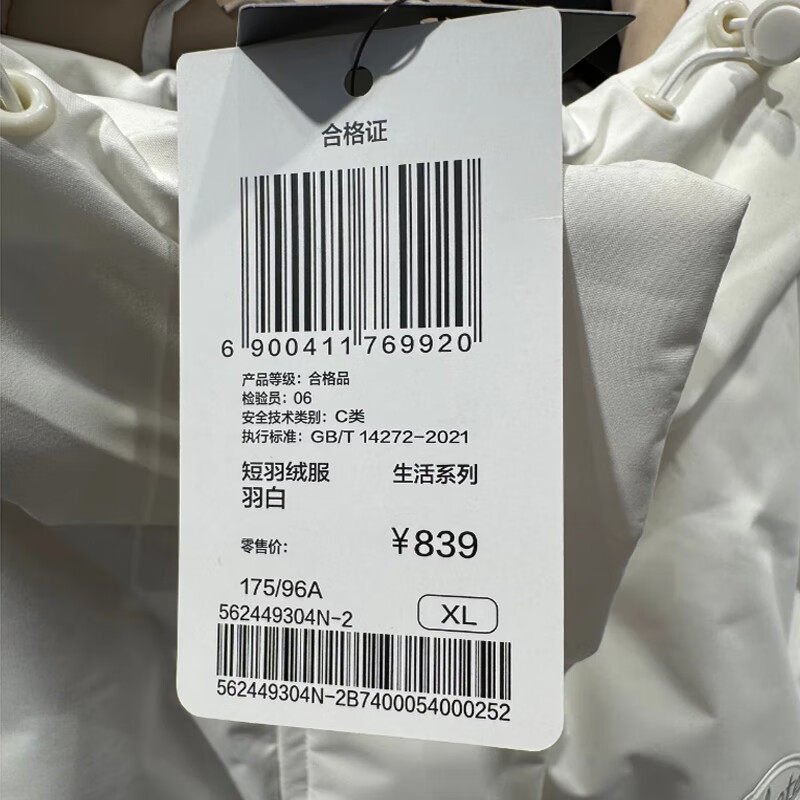 合格证
6 900411 769920
产品等级: 合格品
检验员: 06
安全技术类别: C类
执行标准: GB/T 14272-2021
短羽绒服 生活系列
羽白
零售价: ¥839
175/96A
562449304N-2 XL
562449304N-2B7400054000252